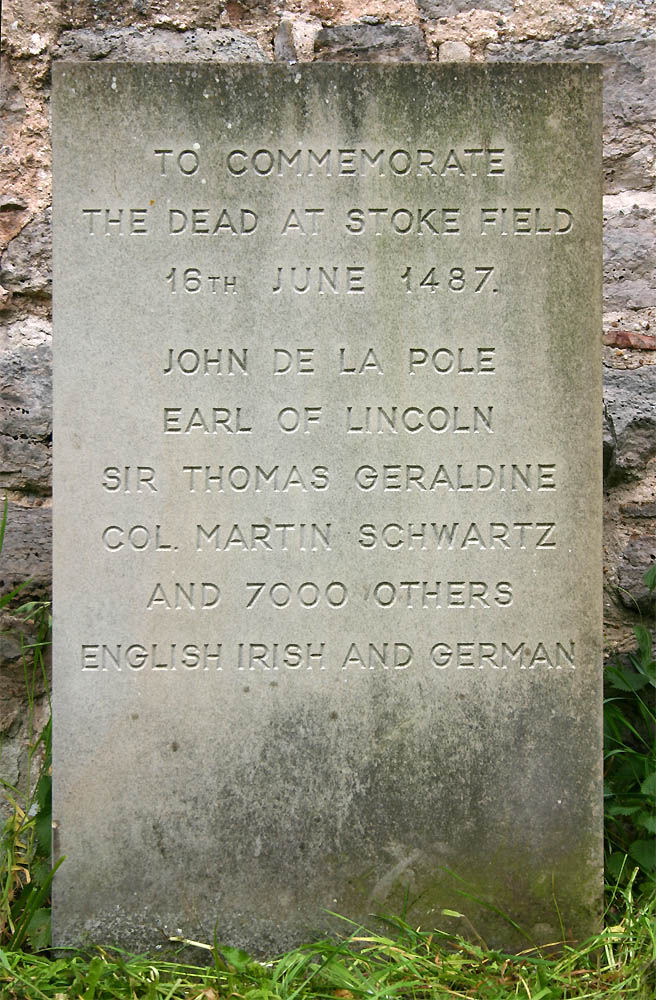 TO COMMEMORATE
THE DEAD AT STOKE FIELD
16TH JUNE 1487.
JOHN DE LA POLE
EARL OF LINCOLN
SIR THOMAS GERALDINE
COL. MARTIN SCHWARTZ
AND 7000 OTHERS
ENGLISH IRISH AND GERMAN